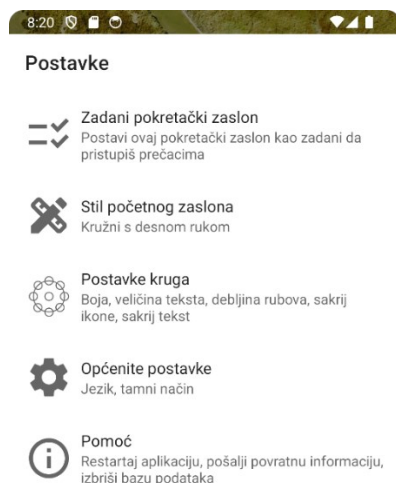 8:20
Postavke
Zadani pokretački zaslon
Postavi ovaj pokretački zaslon kao zadani da
pristupiš prečacima
Stil početnog zaslona
Kružni s desnom rukom
Postavke kruga
Boja, veličina teksta, debljina rubova, sakrij
ikone, sakrij tekst
Općenite postavke
Jezik, tamni način
Pomoć
Restartaj aplikaciju, pošalji povratnu informaciju,
izbriši bazu podataka